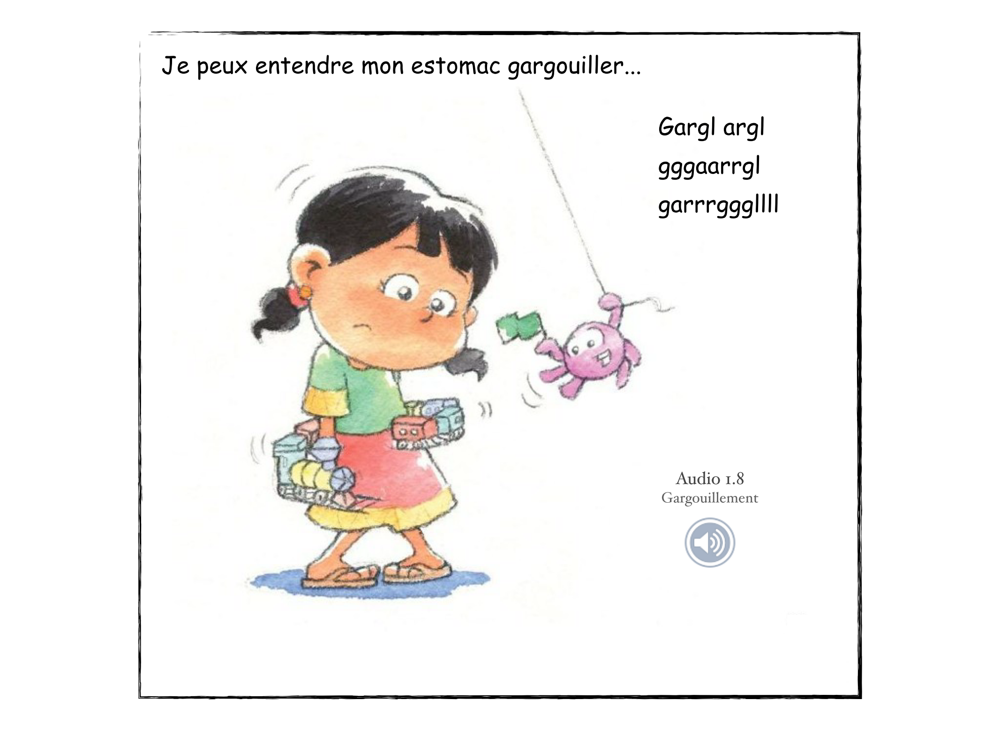 Je peux entendre mon estomac gargouiller...
Gargl argl
gggaarrgl
garrrgggllll
Audio 1.8
Gargouillement